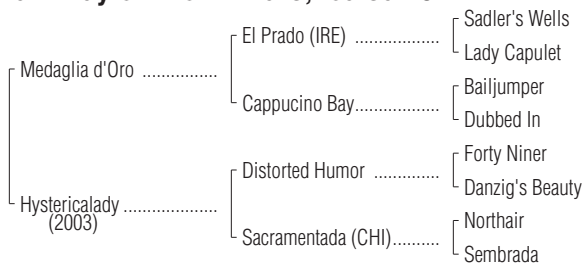 Sadler's Wells
El Prado (IRE) ...................
Lady Capulet
Medaglia d'Oro ................
Bailjumper
Cappucino Bay...................
Dubbed In
Forty Niner
Distorted Humor ...............
Danzig's Beauty
Hystericalady ....................
(2003)
Northair
Sacramentada (CHI)..........
Sembrada